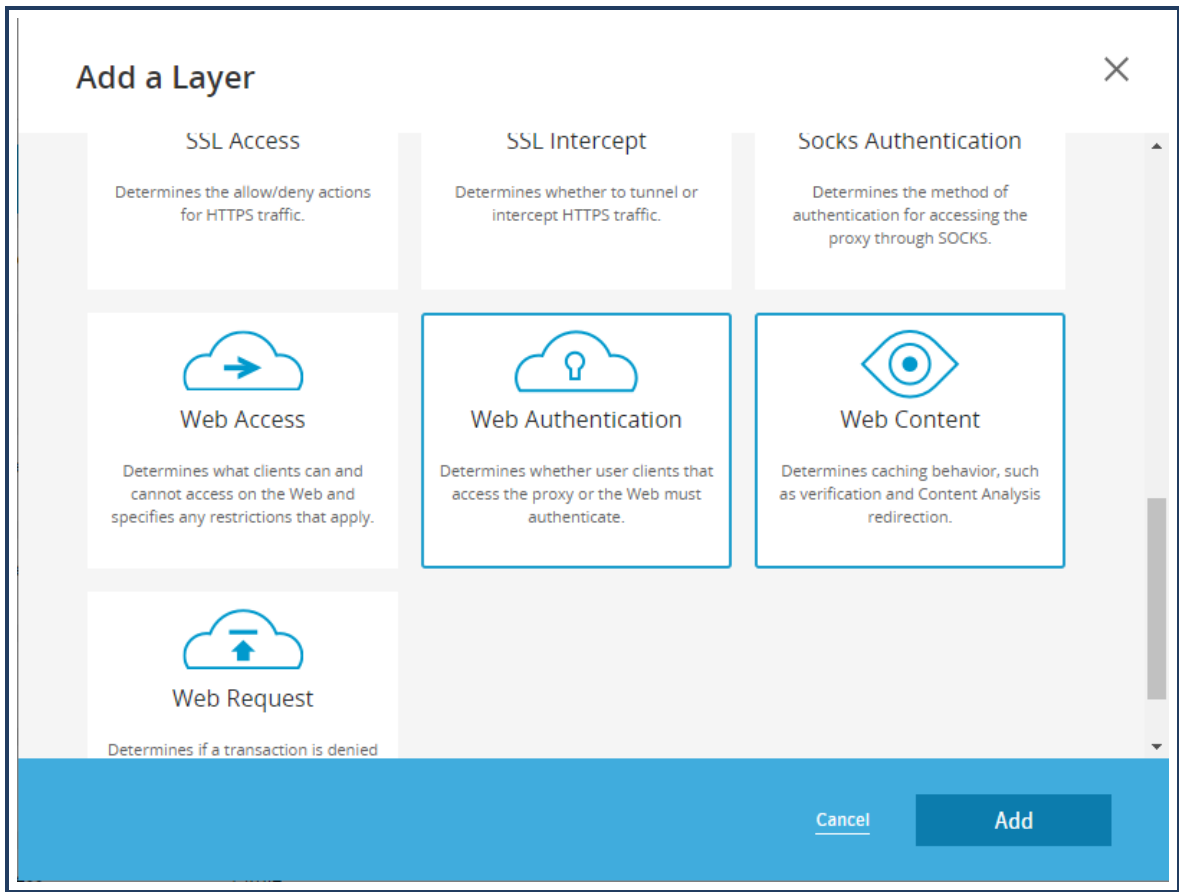 Add a Layer
SSL Access
Determines the allow/deny actions
for HTTPS traffic.
SSL Intercept
Determines whether to tunnel or
intercept HTTPS traffic.
Socks Authentication
Determines the method of
authentication for accessing the
proxy through SOCKS.
Web Access
Determines what clients can and
cannot access on the Web and
specifies any restrictions that apply.
Web Authentication
Determines whether user clients that
access the proxy or the Web must
authenticate.
Web Content
Determines caching behavior, such
as verification and Content Analysis
redirection.
Web Request
Determines if a transaction is denied
Cancel
Add